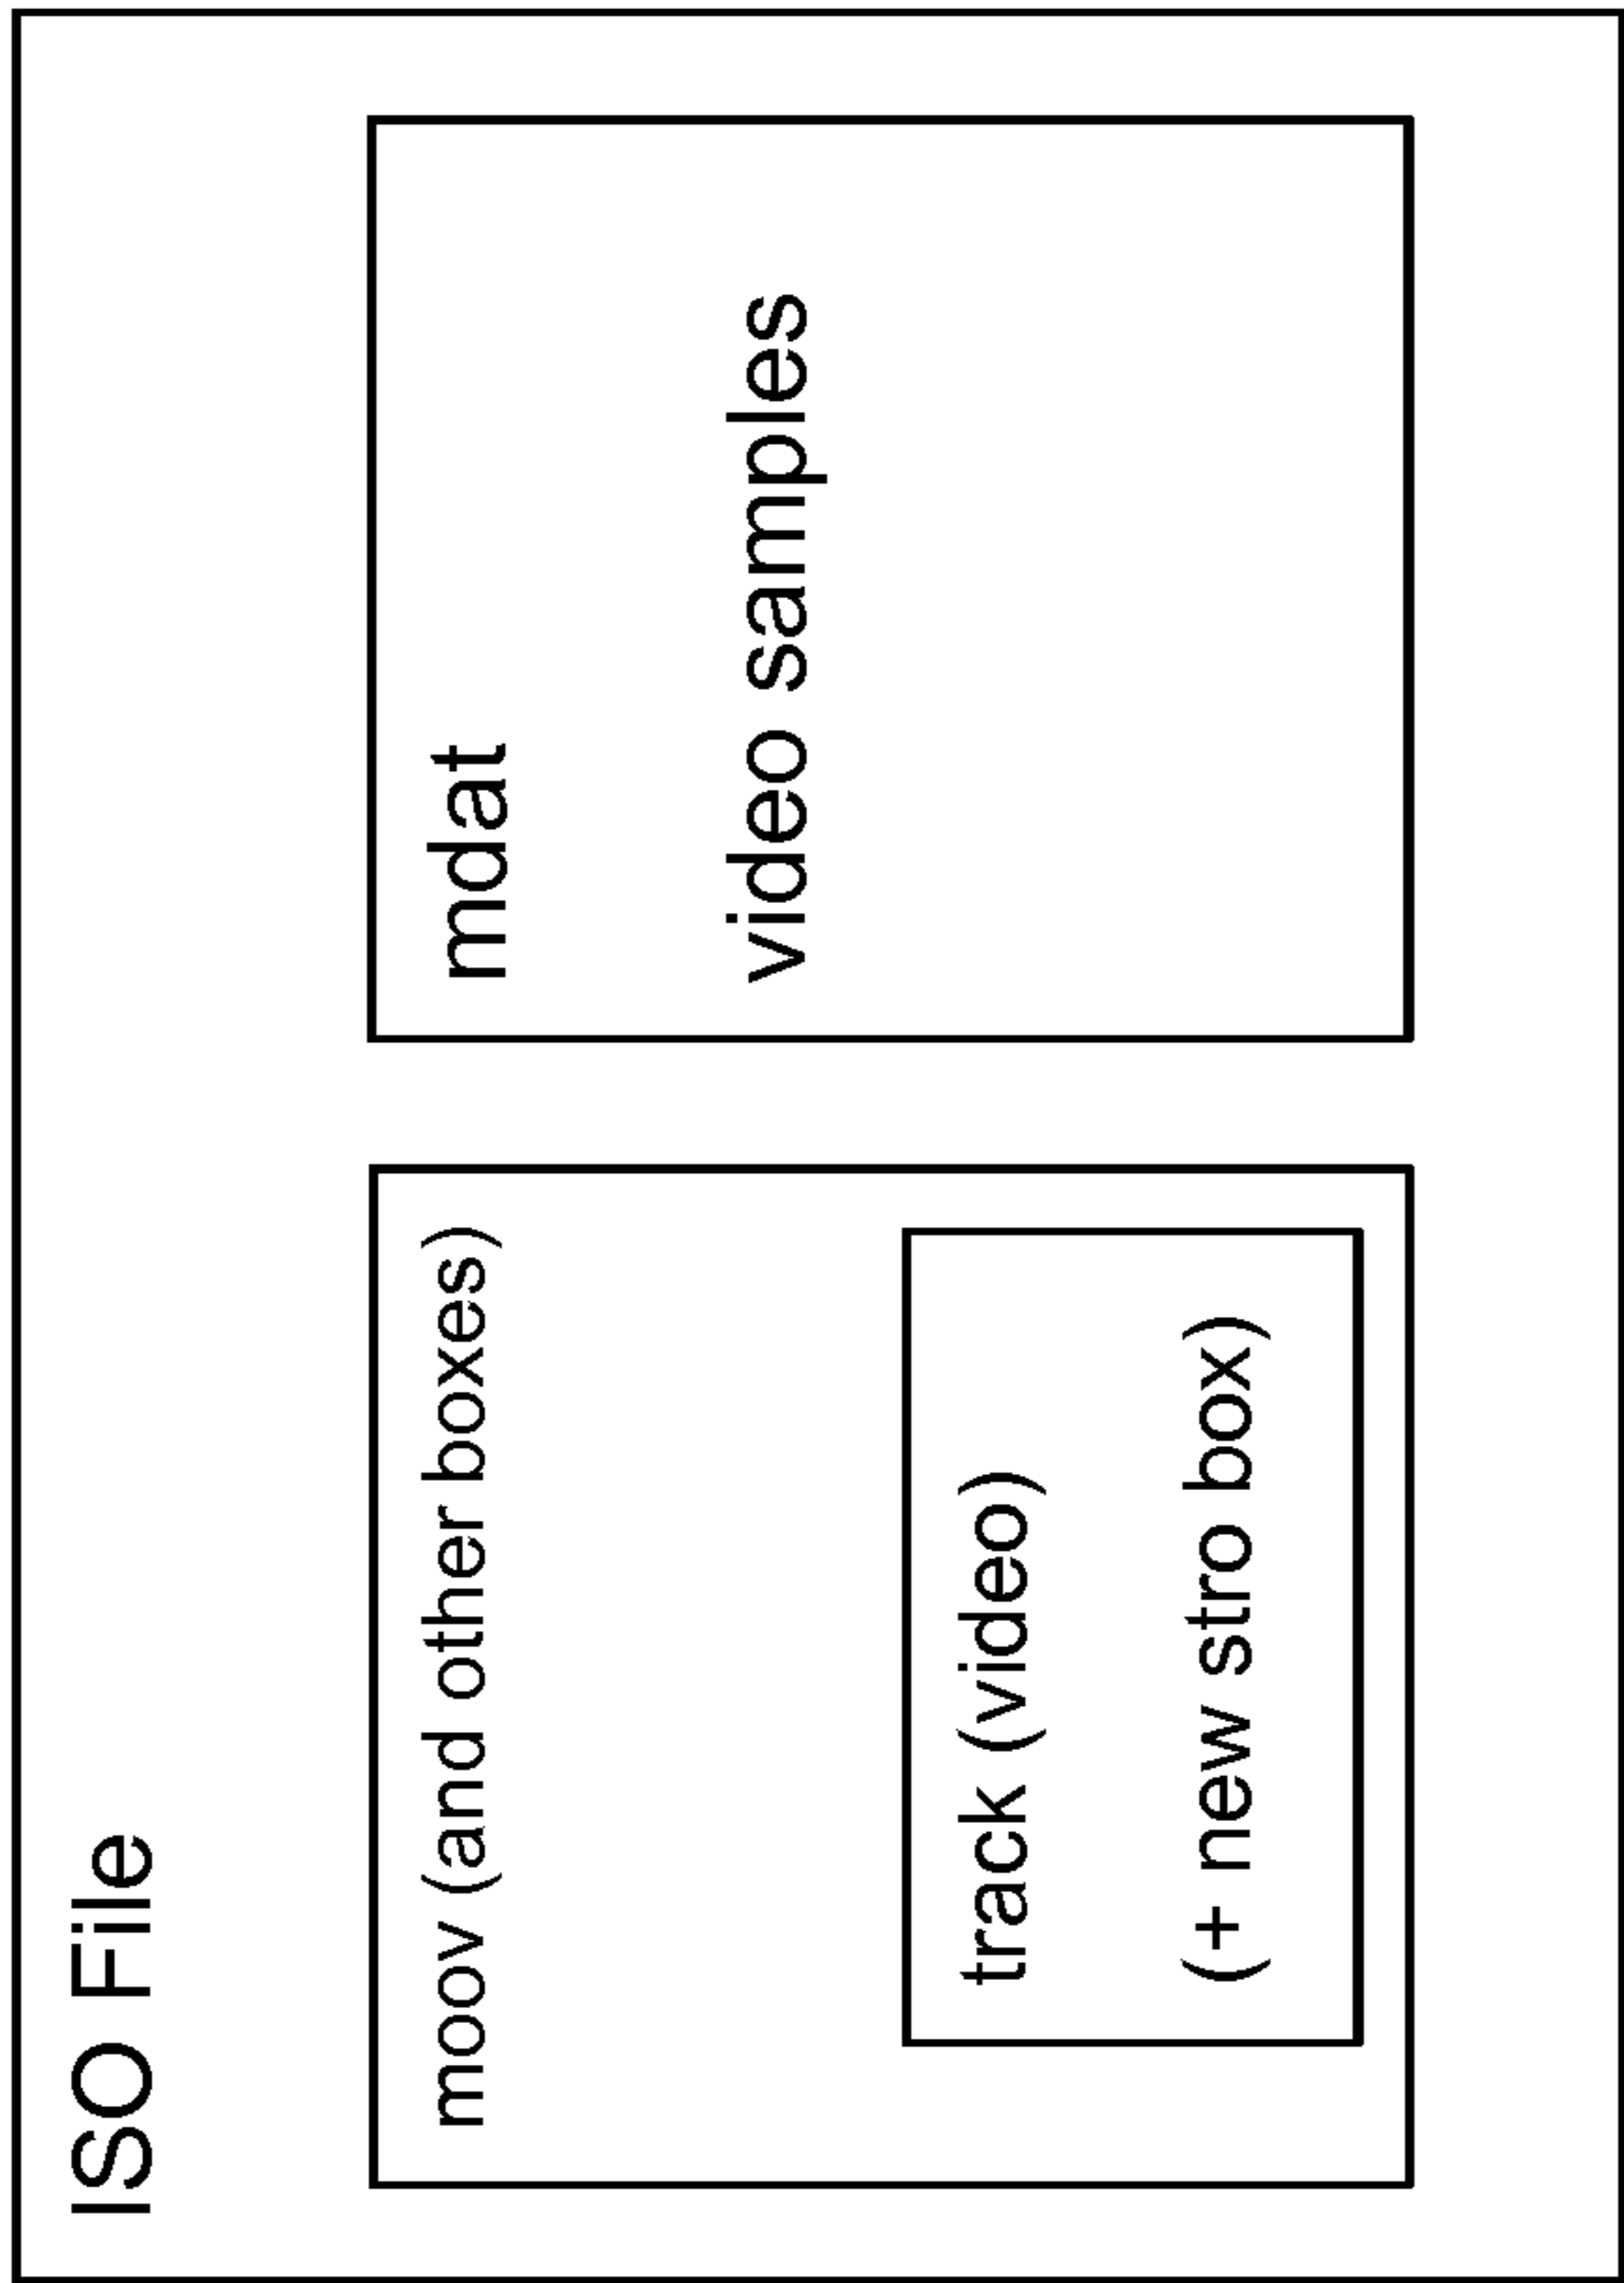 ISO File
moov (and other boxes)
track (video)
(+ new stro box)
mdat
video samples